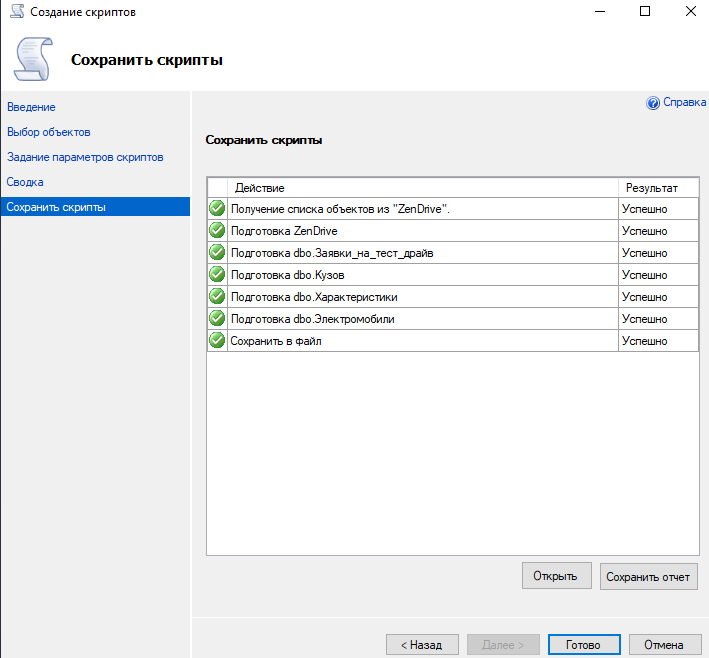 Создание скриптов
Сохранить скрипты
Введение
Выбор объектов
Задание параметров скриптов
Сводка
Сохранить скрипты
Справка
Сохранить скрипты
Действие Результат
Получение списка объектов из "ZenDrive". Успешно
Подготовка ZenDrive Успешно
Подготовка dbo.Заявки_на_тест_драйв Успешно
Подготовка dbo.Кузов Успешно
Подготовка dbo.Характеристики Успешно
Подготовка dbo.Электромобили Успешно
Сохранить в файл Успешно
Открыть Сохранить отчет
< Назад Далее > Готово Отмена